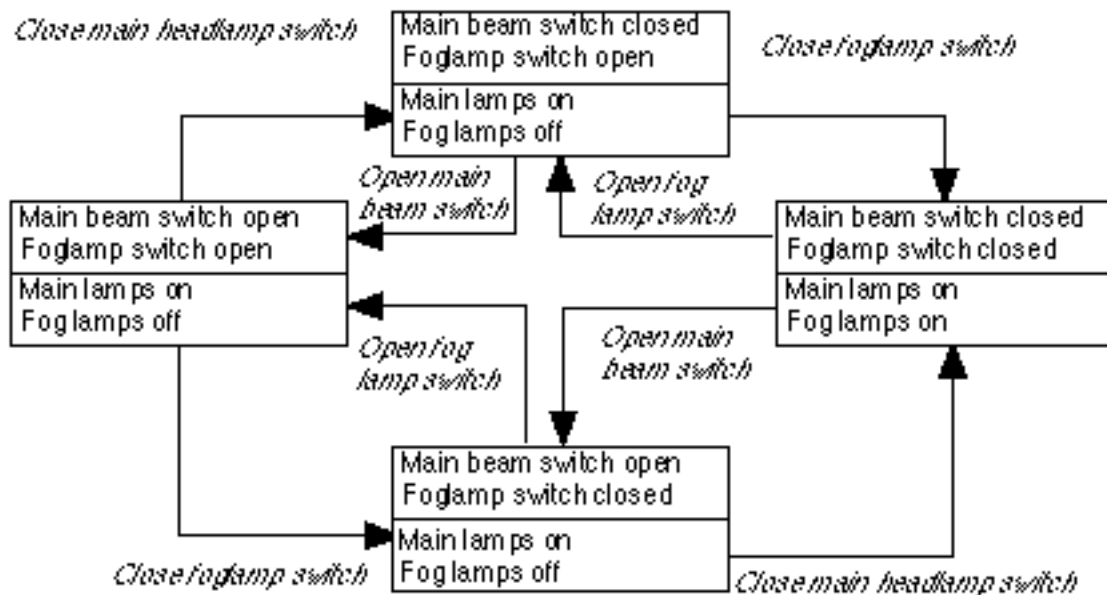 Close main headlamp switch
Main beam switch closed
Foglamp switch open
Main lamps on
Fog lamps off
Close foglamp switch
Open main
beam switch
Open fog
lamp switch
Main beam switch open
Foglamp switch open
Main lamps on
Fog lamps off
Main beam switch closed
Foglamp switch closed
Main lamps on
Fog lamps on
Open fog
lamp switch
Open main
beam switch
Main beam switch open
Foglamp switch closed
Main lamps on
Fog lamps off
Close foglamp switch
Close main headlamp switch